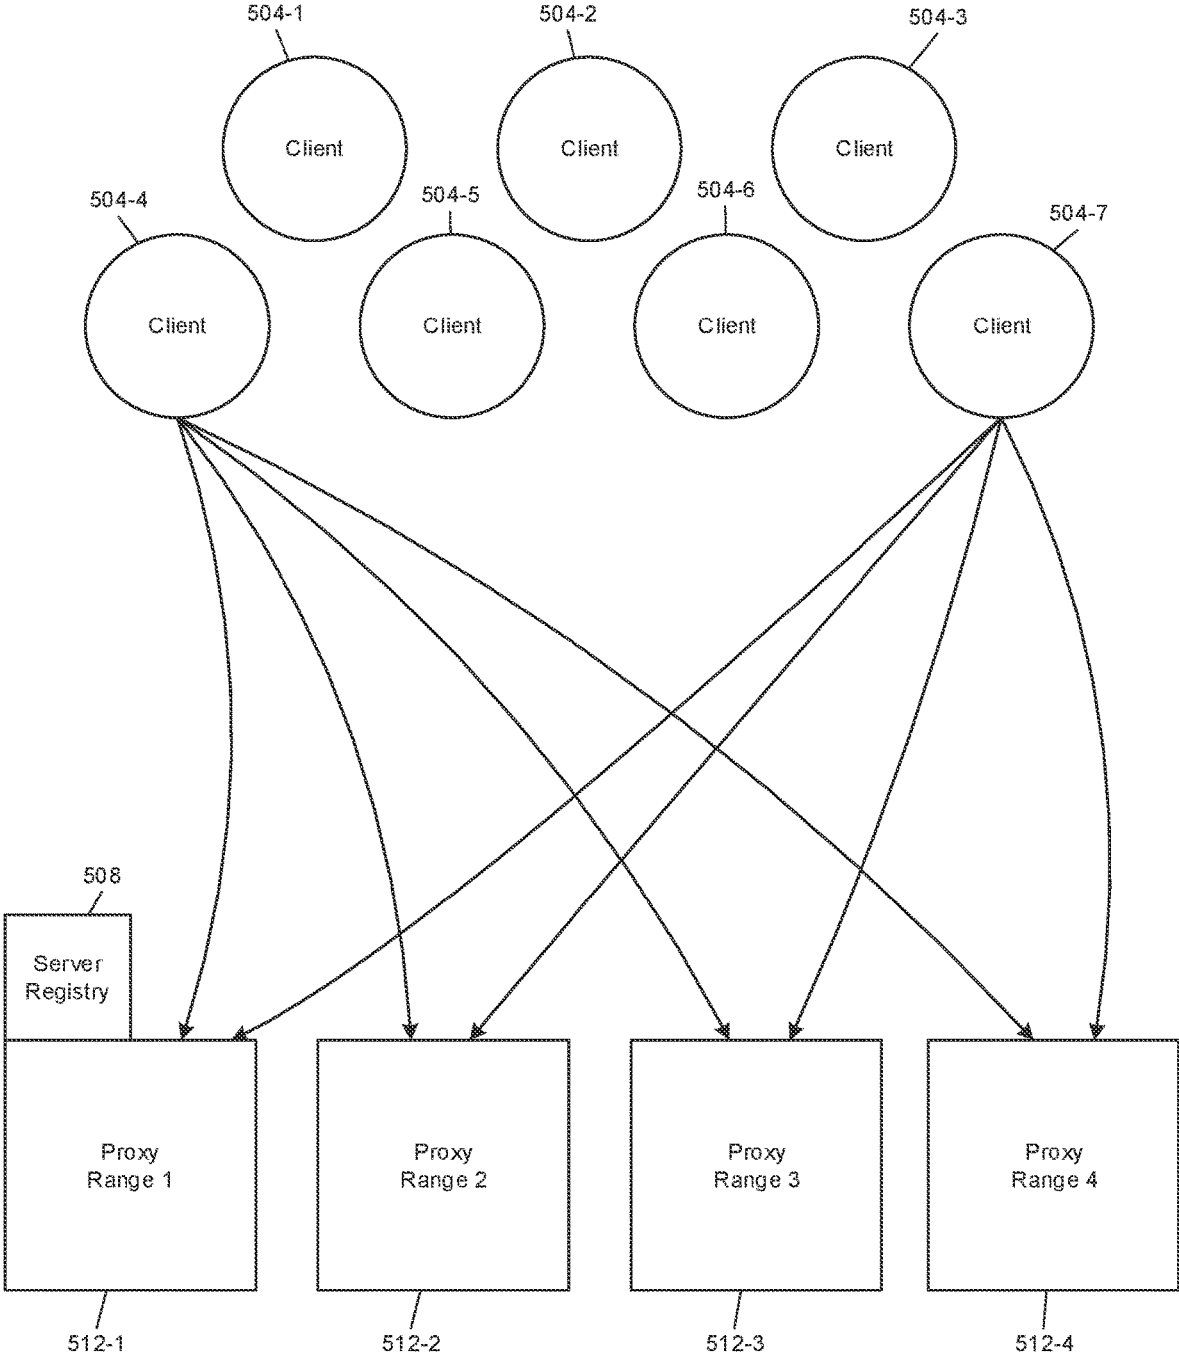 504-1
504-2
504-3
Client
Client
Client
504-4
504-5
504-6
504-7
Client
Client
Client
Client
508
Server
Registry
Proxy
Range 1
Proxy
Range 2
Proxy
Range 3
Proxy
Range 4
512-1
512-2
512-3
512-4